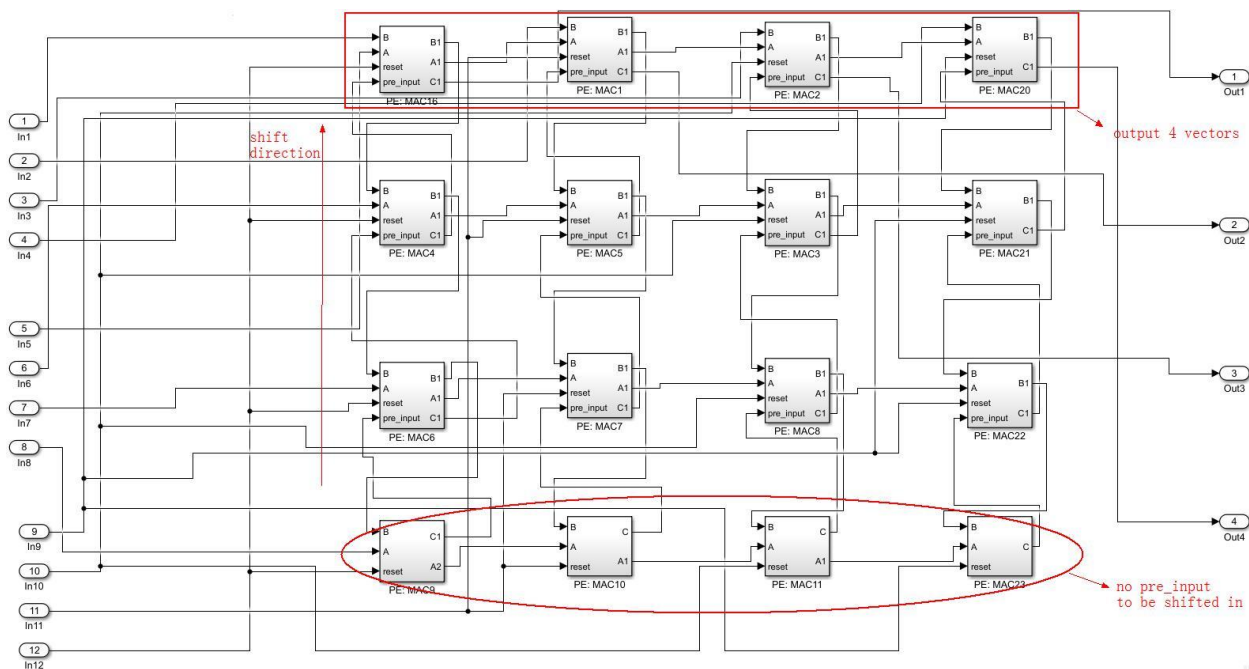 B
A
reset
pre_input
B1
A1
C1
PE: MAC16
B
A
reset
pre_input
B1
A1
C1
PE: MAC1
B
A
reset
pre_input
B1
A1
C1
PE: MAC2
B
A
reset
pre_input
B1
C1
PE: MAC20
1
Out1
1
In1
2
In2
3
In3
4
In4
shift
direction
output 4 vectors
B
A
reset
pre_input
B1
A1
C1
PE: MAC4
B
A
reset
pre_input
B1
A1
C1
PE: MAC5
B
A
reset
pre_input
B1
A1
C1
PE: MAC3
B
A
reset
pre_input
B1
C1
PE: MAC21
2
Out2
5
In5
6
In6
7
In7
8
In8
B
A
reset
pre_input
B1
A1
C1
PE: MAC6
B
A
reset
pre_input
B1
A1
C1
PE: MAC7
B
A
reset
pre_input
B1
A1
C1
PE: MAC8
B
A
reset
pre_input
B1
C1
PE: MAC22
3
Out3
9
In9
10
In10
11
In11
12
In12
B
A
reset
C1
A2
PE: MAC9
B
A
reset
C
A1
PE: MAC10
B
A
reset
C
A1
PE: MAC11
B
A
reset
C
PE: MAC23
4
Out4
no pre_input
to be shifted in